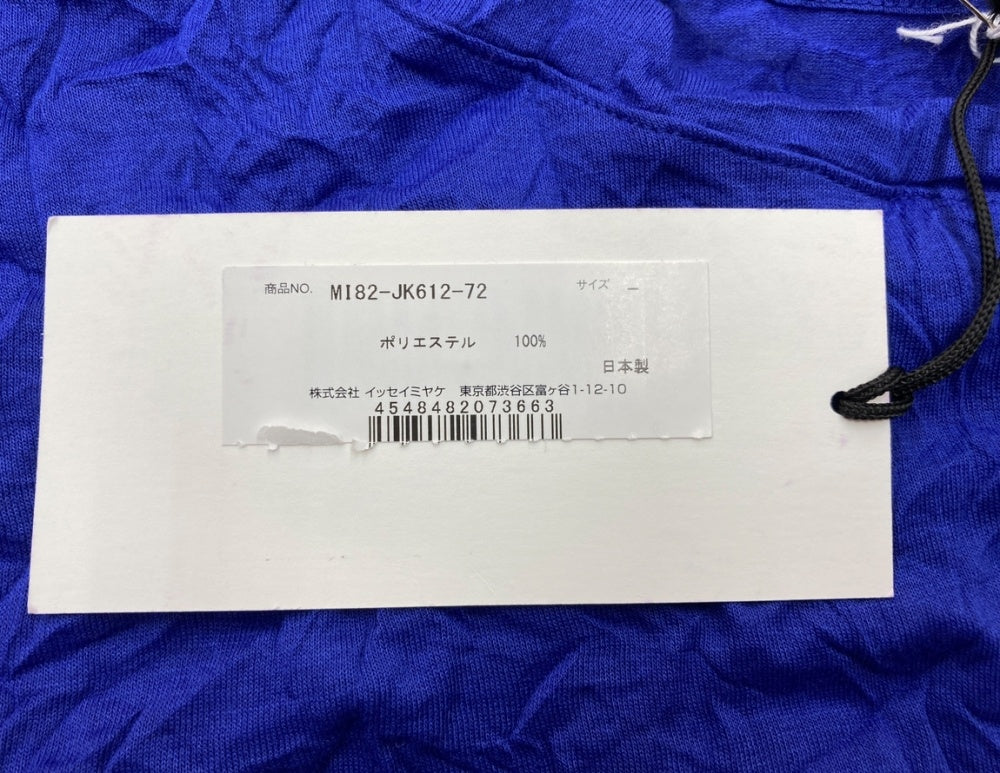 商品NO. MI82-JK612-72 サイズ —
ポリエステル 100%
日本製
株式会社 イッセイミヤケ 東京都渋谷区富ヶ谷1-12-10
4548482073663